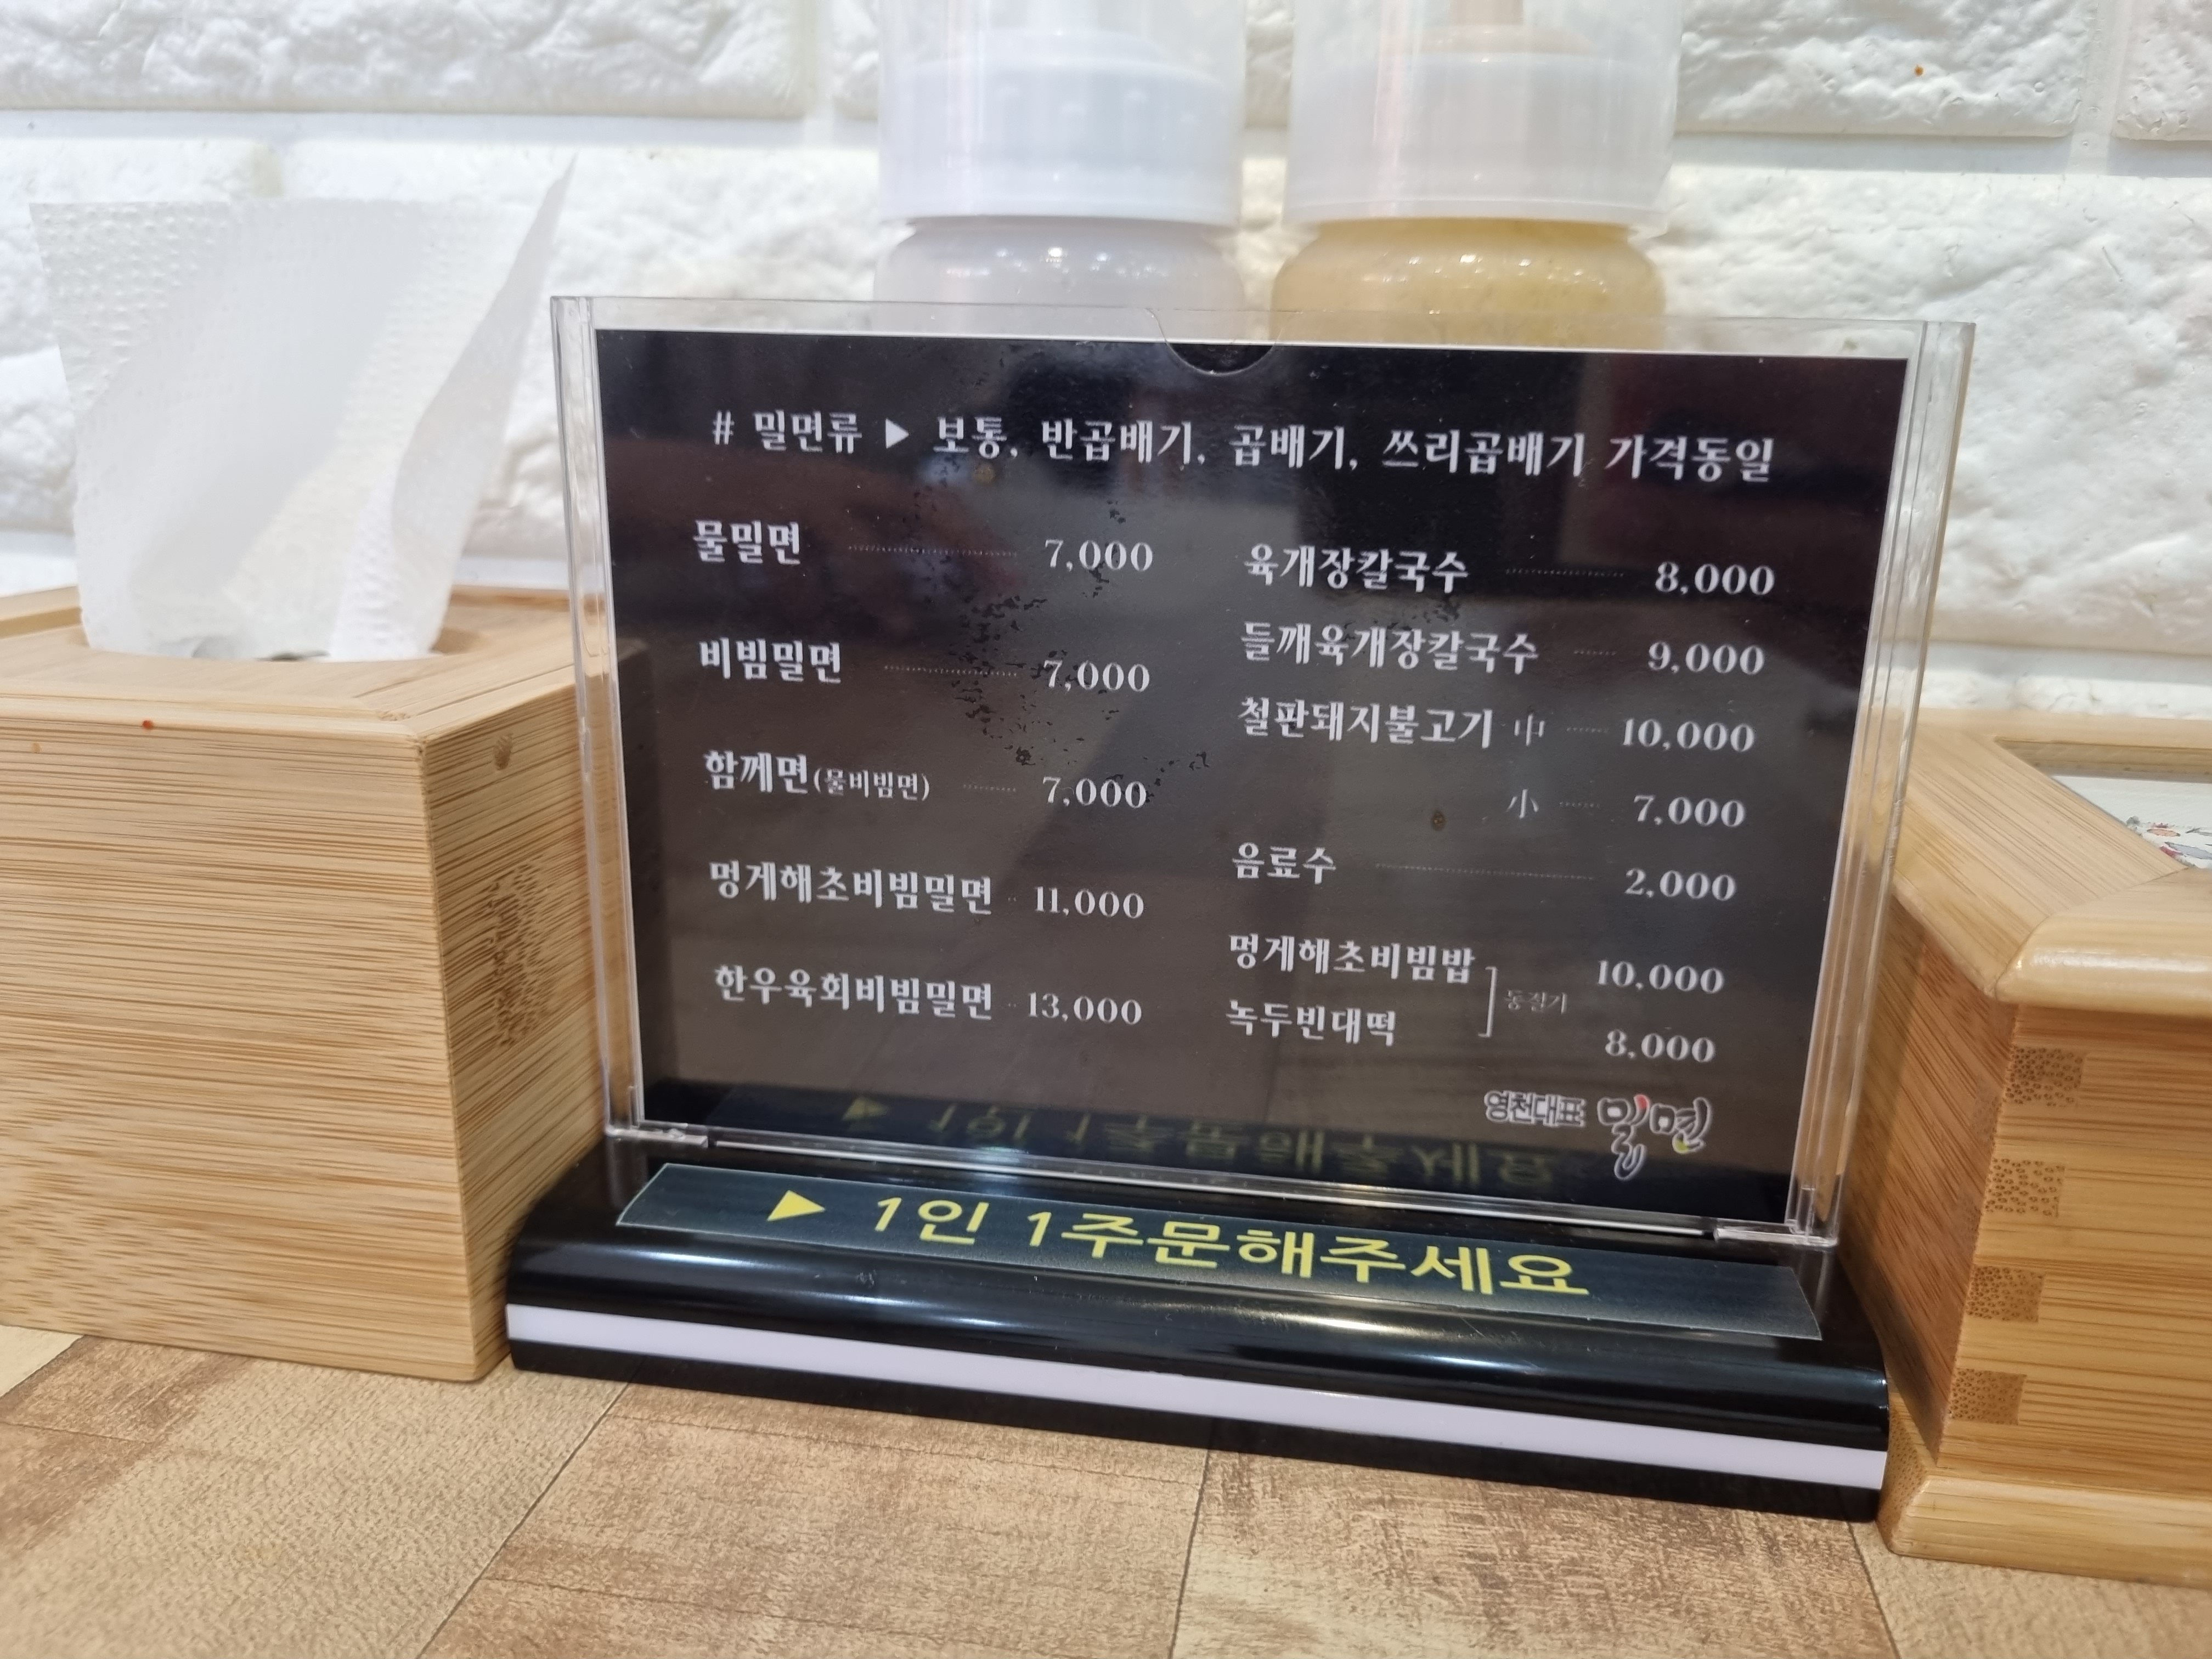 # 밀면류 ▶ 보통, 반곱배기, 곱배기, 쓰리곱배기 가격동일
물밀면 7,000
비빔밀면 7,000
함께면(물비빔면) 7,000
멍게해초비빔밀면 11,000
한우육회비빔밀면 13,000
육개장칼국수 8,000
들깨육개장칼국수 9,000
철판돼지불고기 中 10,000
小 7,000
음료수 2,000
멍게해초비빔밥 10,000
동절기
녹두빈대떡 8,000
영천대표 밀면
▶ 1인 1주문해주세요